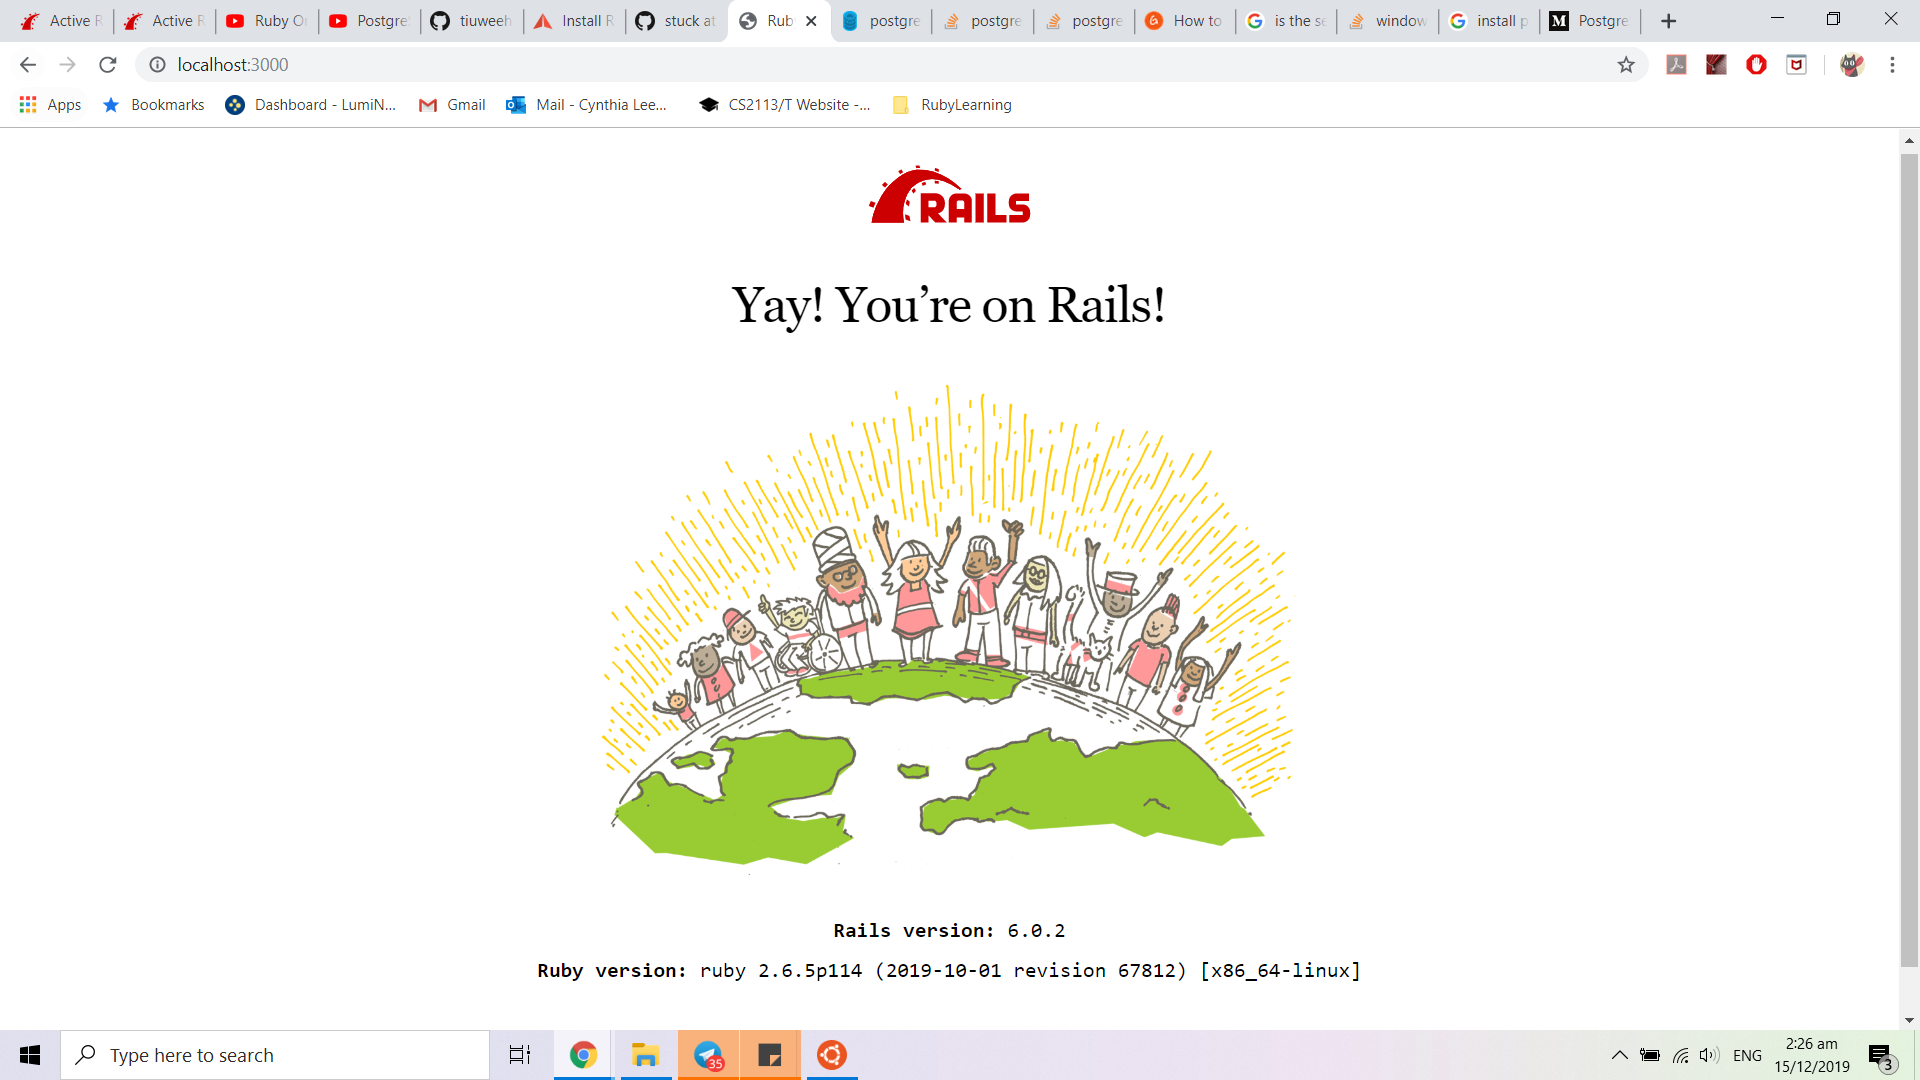 Active R
Active R
Ruby On
Postgre
tiuweeh
Install R
stuck at
Rub
postgre
postgre
postgre
How to
is the se
window
install p
Postgre
localhost:3000
Apps
Bookmarks
Dashboard - LumiN...
Gmail
Mail - Cynthia Lee...
CS2113/T Website -...
RubyLearning
RAILS
Yay! You’re on Rails!
Rails version: 6.0.2
Ruby version: ruby 2.6.5p114 (2019-10-01 revision 67812) [x86_64-linux]
Type here to search
35
ENG
2:26 am
15/12/2019
3